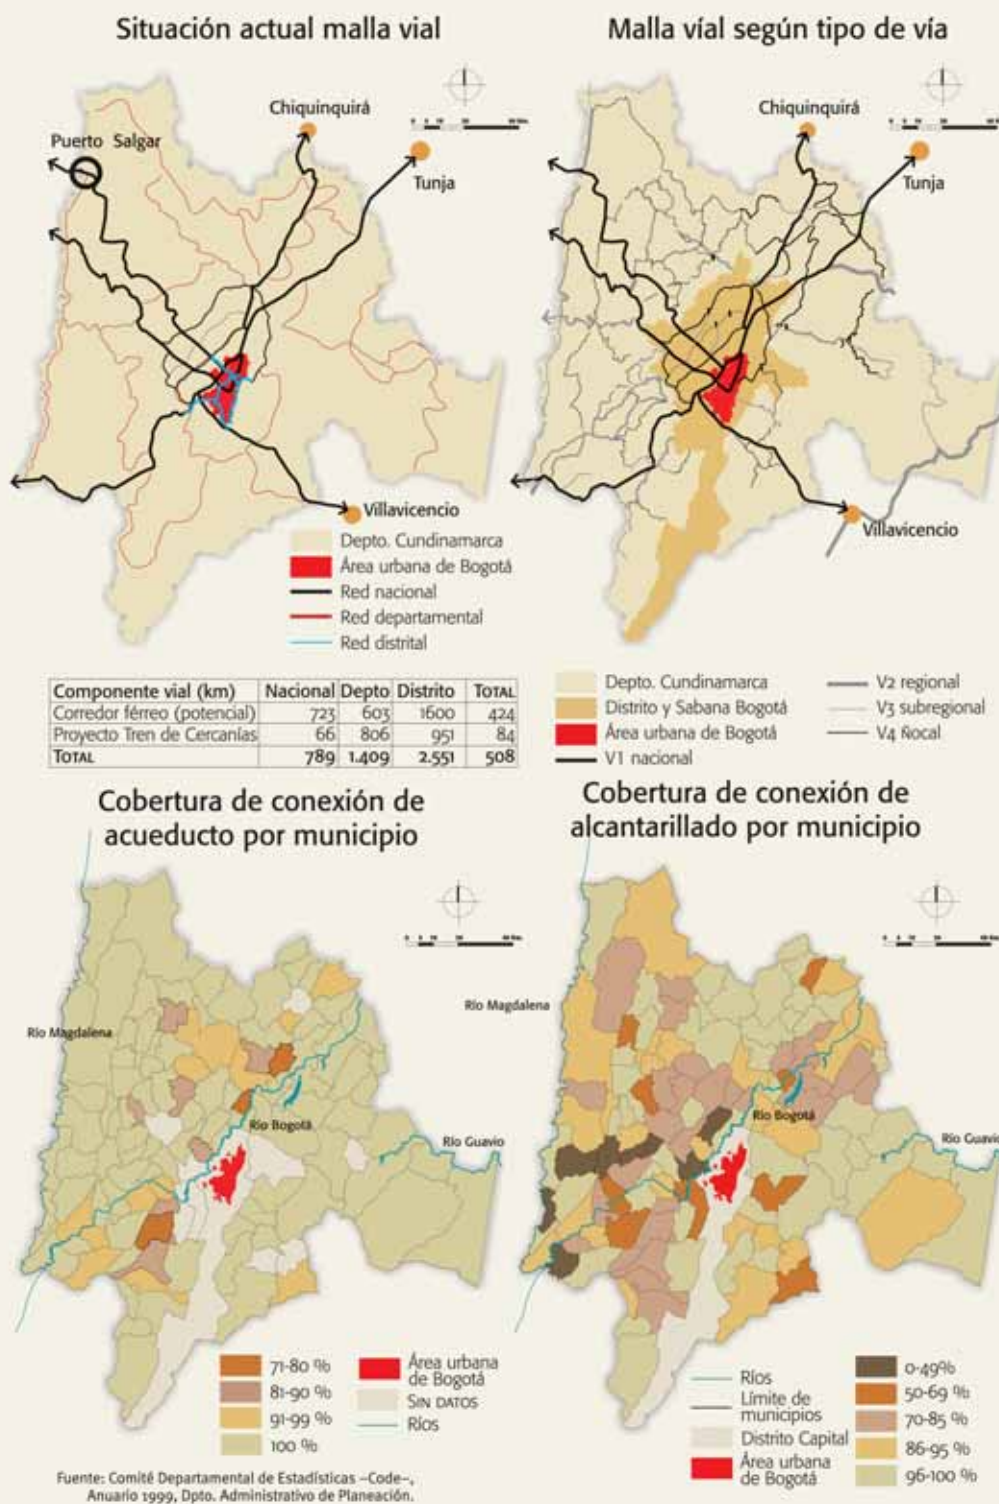 Situación actual malla vial
Chiquinquirá
Puerto Salgar
Tunja
Villavicencio
Depto. Cundinamarca
Área urbana de Bogotá
Red nacional
Red departamental
Red distrital
Componente vial (km) Nacional Depto Distrito TOTAL
Corredor férreo (potencial) 723 603 1600 424
Proyecto Tren de Cercanías 66 806 951 84
TOTAL 789 1.409 2.551 508
Malla víal según tipo de vía
Chiquinquirá
Tunja
Villavicencio
Depto. Cundinamarca
Distrito y Sabana Bogotá
Área urbana de Bogotá
V1 nacional
V2 regional
V3 subregional
V4 Ñocal
Cobertura de conexión de
acueducto por municipio
Río Magdalena
Río Bogotá
Río Guavio
71-80 %
81-90 %
91-99 %
100 %
Área urbana
de Bogotá
SIN DATOS
Ríos
Fuente: Comité Departamental de Estadísticas –Code–,
Anuario 1999, Dpto. Administrativo de Planeación.
Cobertura de conexión de
alcantarillado por municipio
Río Magdalena
Río Bogotá
Río Guavio
Ríos
Límite de
municipios
Distrito Capital
Área urbana
de Bogotá
0-49%
50-69 %
70-85 %
86-95 %
96-100 %